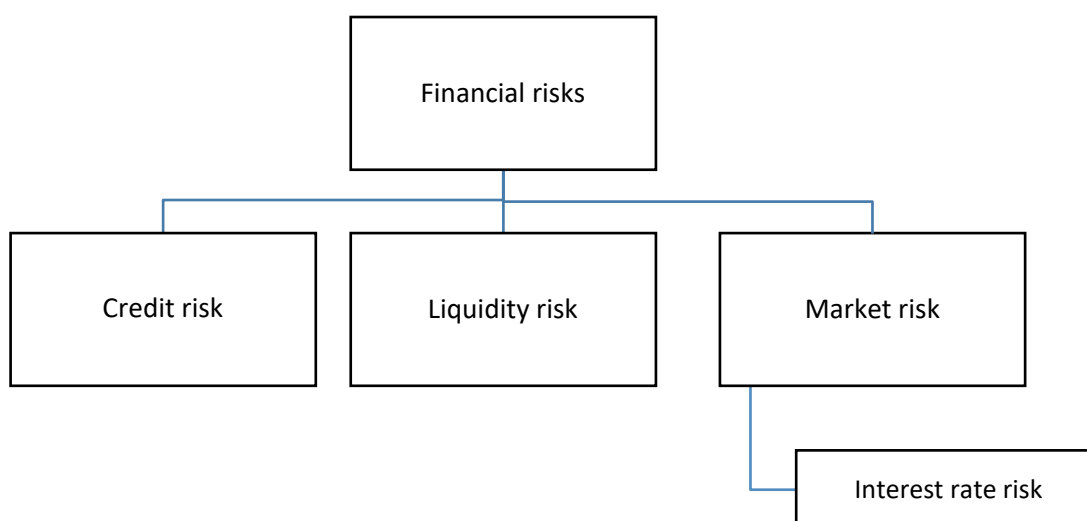 Financial risks
Credit risk
Liquidity risk
Market risk
Interest rate risk